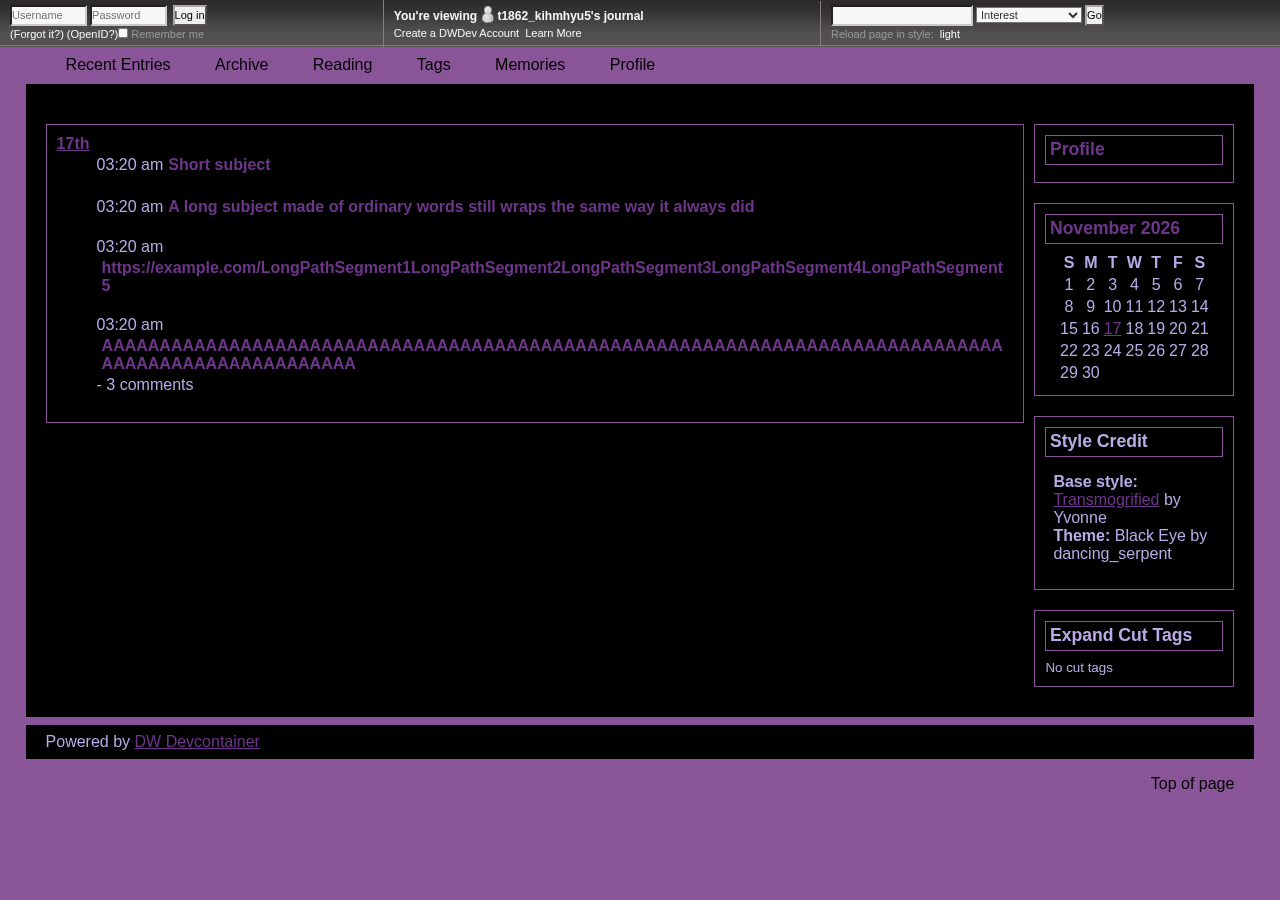 Username Password Log in
(Forgot it?) (OpenID?) Remember me
You're viewing t1862_kihmhyu5's journal
Create a DWDev Account Learn More
Interest Go
Reload page in style: light
Recent Entries Archive Reading Tags Memories Profile
17th
03:20 am Short subject
03:20 am A long subject made of ordinary words still wraps the same way it always did
03:20 am
https://example.com/LongPathSegment1LongPathSegment2LongPathSegment3LongPathSegment4LongPathSegment
5
03:20 am
AAAAAAAAAAAAAAAAAAAAAAAAAAAAAAAAAAAAAAAAAAAAAAAAAAAAAAAAAAAAAAAAAAAAAAAAAAAAAA
AAAAAAAAAAAAAAAAAAAAAA
- 3 comments
Profile
November 2026
S M T W T F S
1 2 3 4 5 6 7
8 9 10 11 12 13 14
15 16 17 18 19 20 21
22 23 24 25 26 27 28
29 30
Style Credit
Base style:
Transmogrified by
Yvonne
Theme: Black Eye by
dancing_serpent
Expand Cut Tags
No cut tags
Powered by DW Devcontainer
Top of page